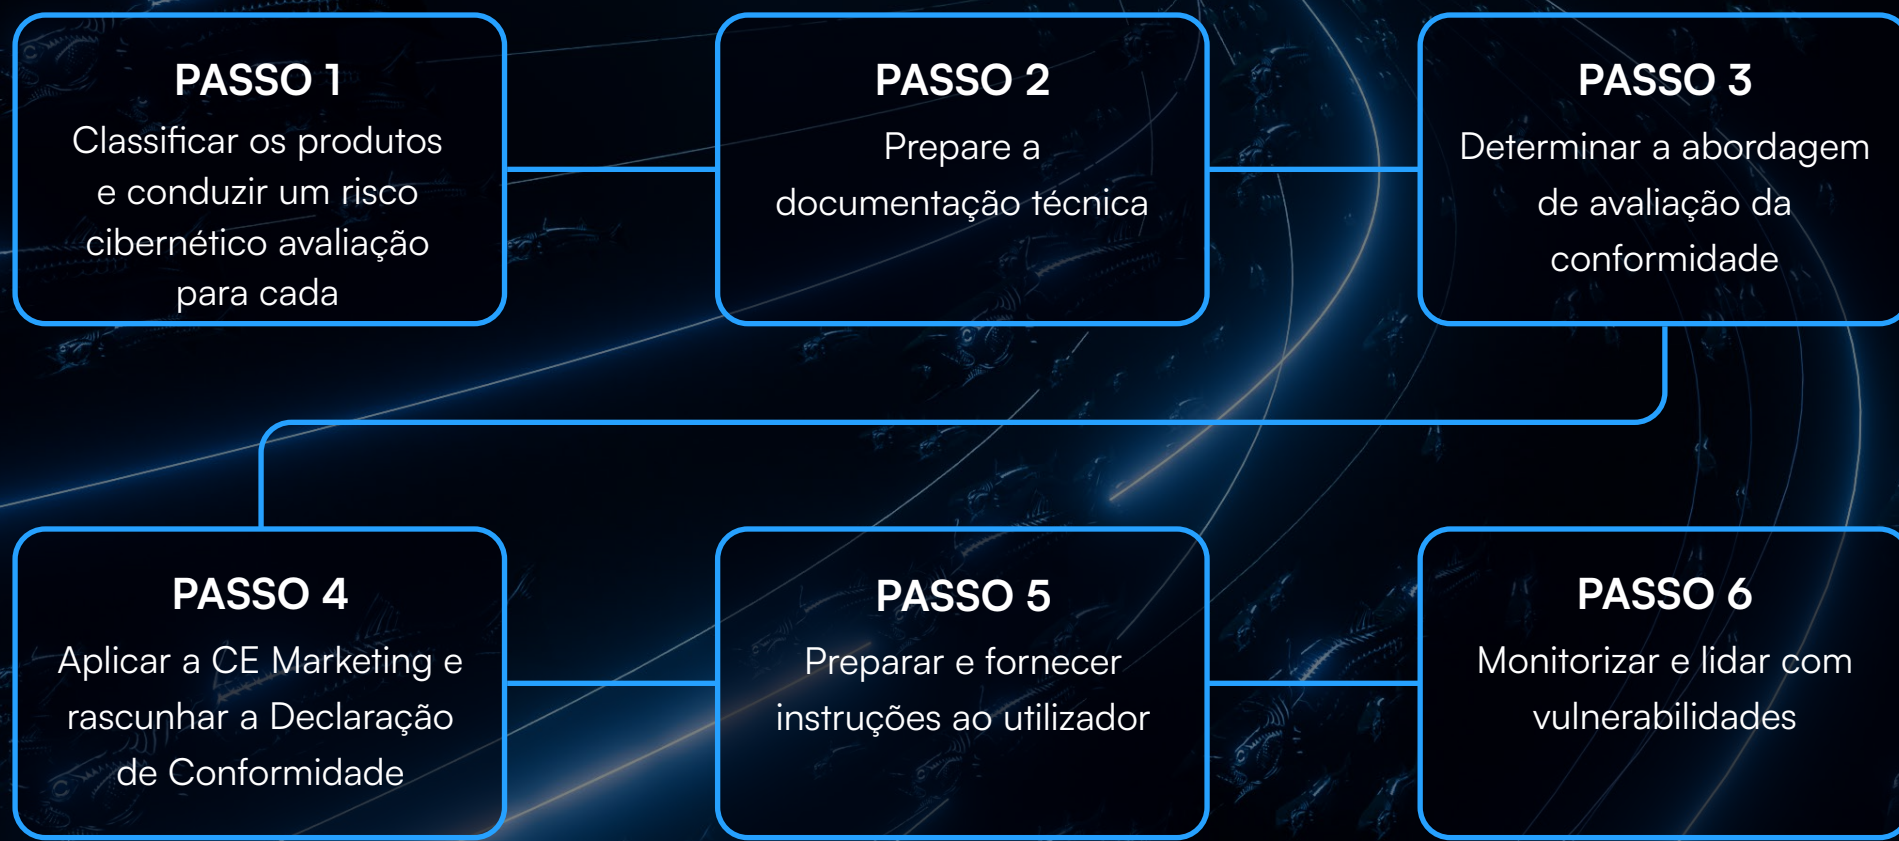 PASSO 1
Classificar os produtos
e conduzir um risco
cibernético avaliação
para cada
PASSO 2
Prepare a
documentação técnica
PASSO 3
Determinar a abordagem
de avaliação da
conformidade
PASSO 4
Aplicar a CE Marketing e
rascunhar a Declaração
de Conformidade
PASSO 5
Preparar e fornecer
instruções ao utilizador
PASSO 6
Monitorizar e lidar com
vulnerabilidades